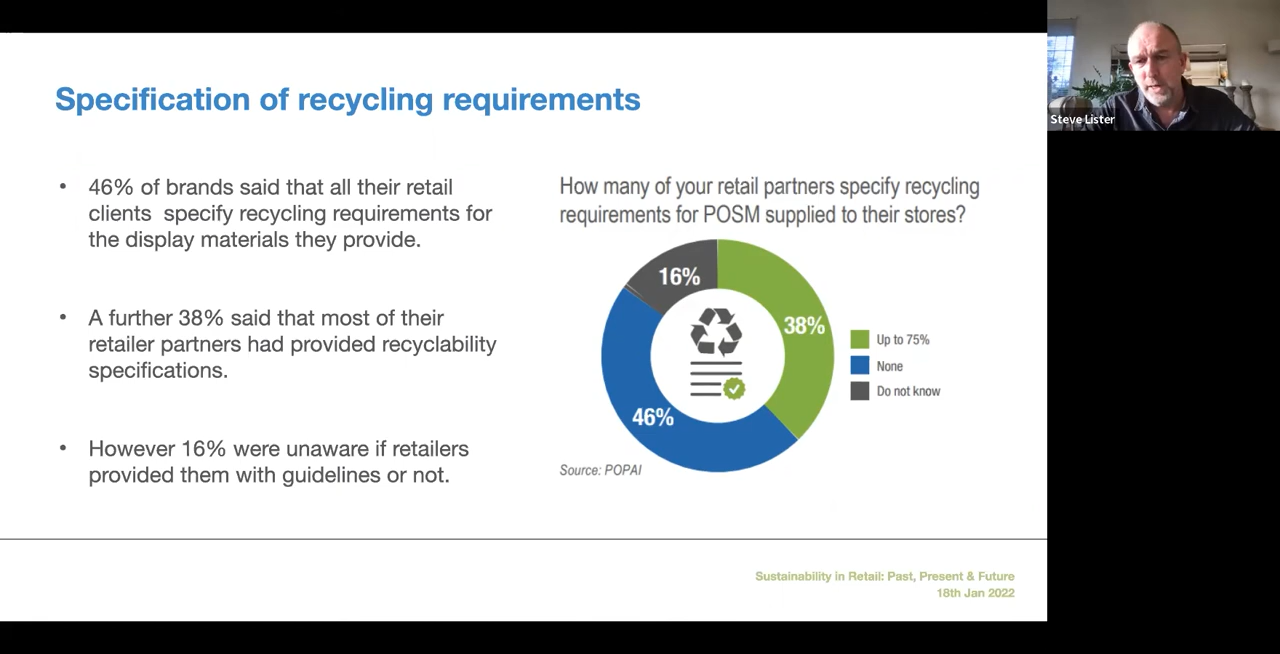 Specification of recycling requirements
• 46% of brands said that all their retail
clients  specify recycling requirements for
the display materials they provide.
• A further 38% said that most of their
retailer partners had provided recyclability
specifications.
• However 16% were unaware if retailers
provided them with guidelines or not.
How many of your retail partners specify recycling
requirements for POSM supplied to their stores?
16%
38%
46%
Up to 75%
None
Do not know
Source: POPAI
Sustainability in Retail: Past, Present & Future
18th Jan 2022
Steve Lister